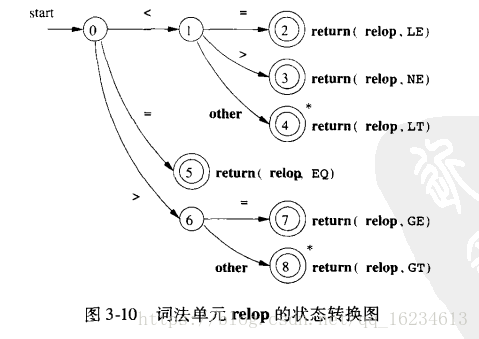 start
0
<
1
=
2
return( relop, LE)
>
3
return( relop, NE)
other
4
*
return( relop, LT)
=
5
return( relop, EQ)
>
6
=
7
return( relop, GE)
other
8
*
return( relop, GT)
图 3-10 词法单元 relop 的状态转换图
https://blog.csdn.net/qq_16234613